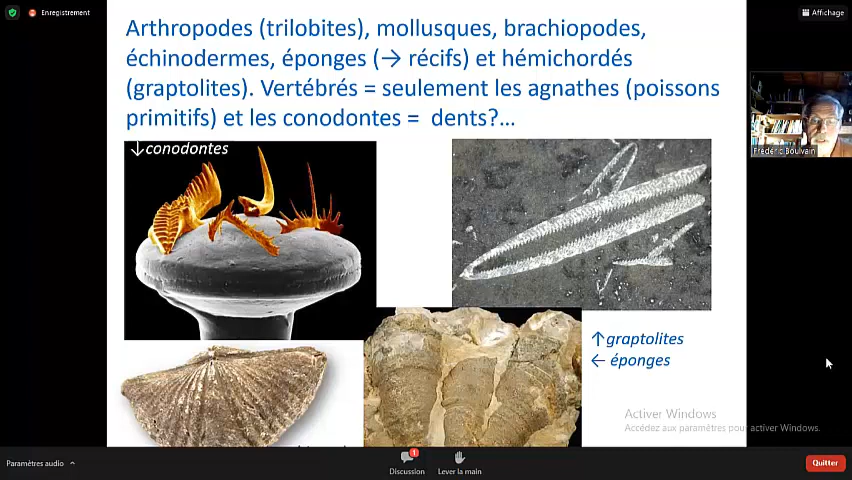 Enregistrement
Affichage
Arthropodes (trilobites), mollusques, brachiopodes,
échinodermes, éponges (→ récifs) et hémichordés
(graptolites). Vertébrés = seulement les agnathes (poissons
primitifs) et les conodontes = dents?...
↓conodontes
Frédéric Boulvain
↑graptolites
← éponges
Activer Windows
Accédez aux paramètres pour activer Windows.
Paramètres audio
1
Discussion
Lever la main
Quitter